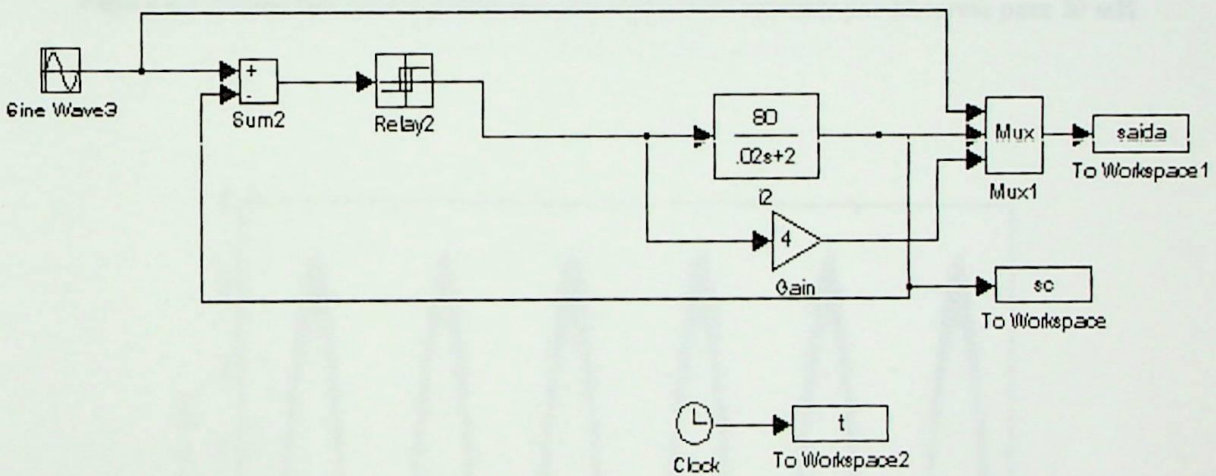 Sine Wave3
+
-
Sum2
Relay2
80
.02s+2
i2
4
Gain
Mux
Mux1
saida
To Workspace1
sc
To Workspace
Clock
t
To Workspace2